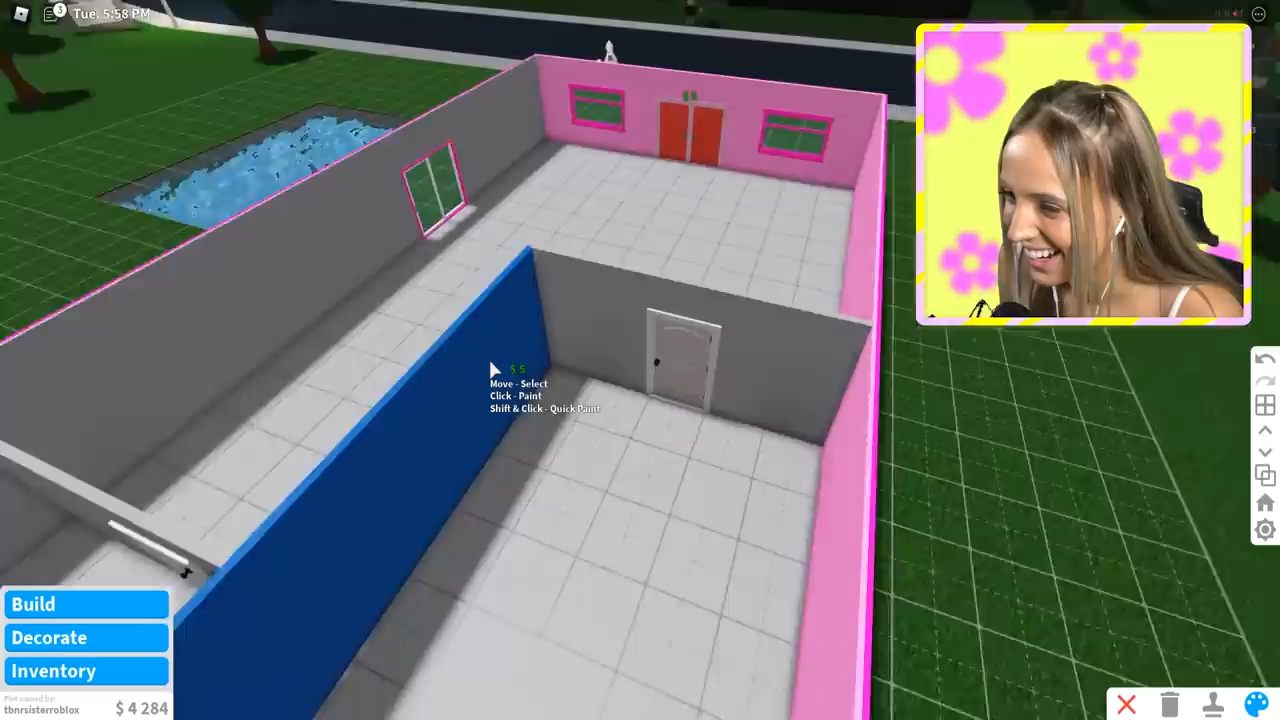 5
Tue. 5:58 PM
$ 5
Move - Select
Click - Paint
Shift & Click - Quick Paint
Build
Decorate
Inventory
Plot owned by:
tbnrsisterroblox
$ 4 284